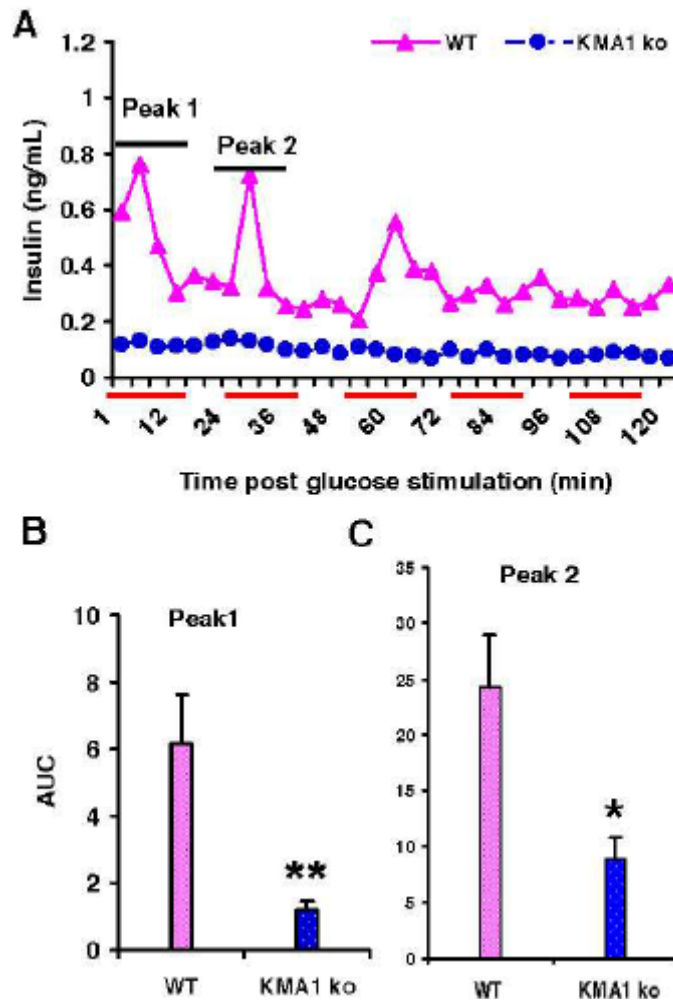 A
WT
KMA1 ko
1.2
1
0.8
0.6
0.4
0.2
0
Insulin (ng/mL)
Peak 1
Peak 2
1
12
24
36
48
60
72
84
96
108
120
Time post glucose stimulation (min)
B
Peak1
10
8
6
4
2
0
AUC
**
WT
KMA1 ko
C
Peak 2
35
30
25
20
15
10
5
0
*
WT
KMA1 ko